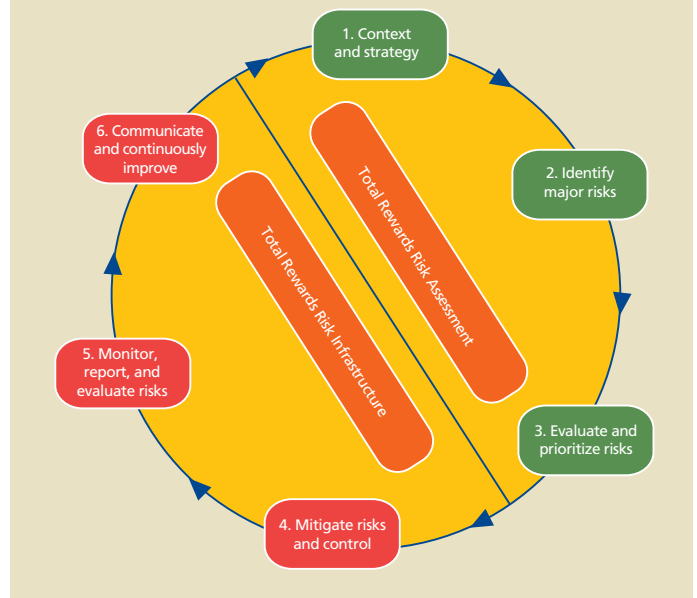 1. Context
and strategy
2. Identify
major risks
3. Evaluate and
prioritize risks
4. Mitigate risks
and control
5. Monitor,
report, and
evaluate risks
6. Communicate
and continuously
improve
Total Rewards Risk Assessment
Total Rewards Risk Infrastructure